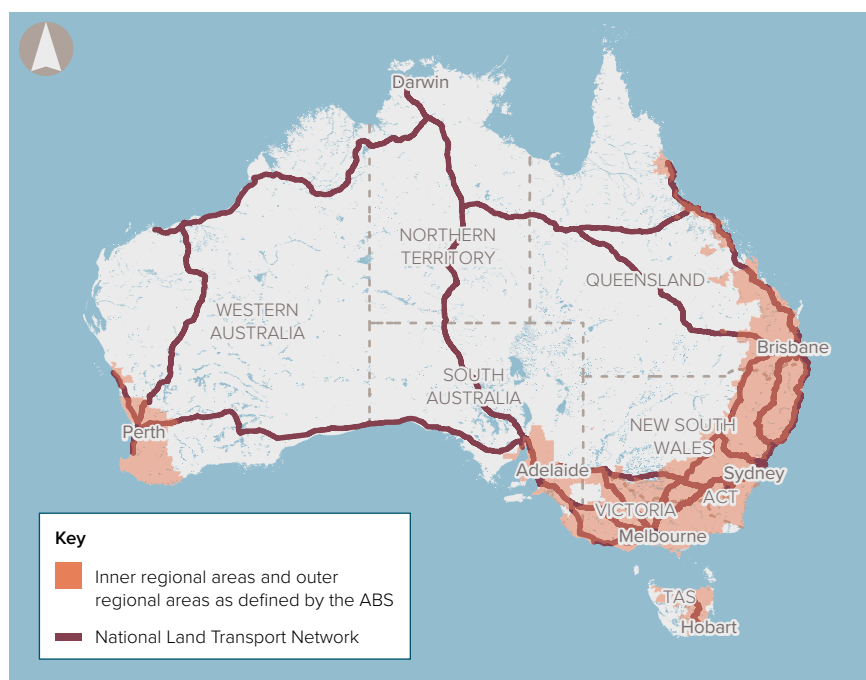 Darwin
NORTHERN
TERRITORY
QUEENSLAND
WESTERN
AUSTRALIA
Brisbane
SOUTH
AUSTRALIA
NEW SOUTH
WALES
Perth
Adelaide
Sydney
ACT
VICTORIA
Melbourne
TAS
Hobart
Key
Inner regional areas and outer
regional areas as defined by the ABS
National Land Transport Network